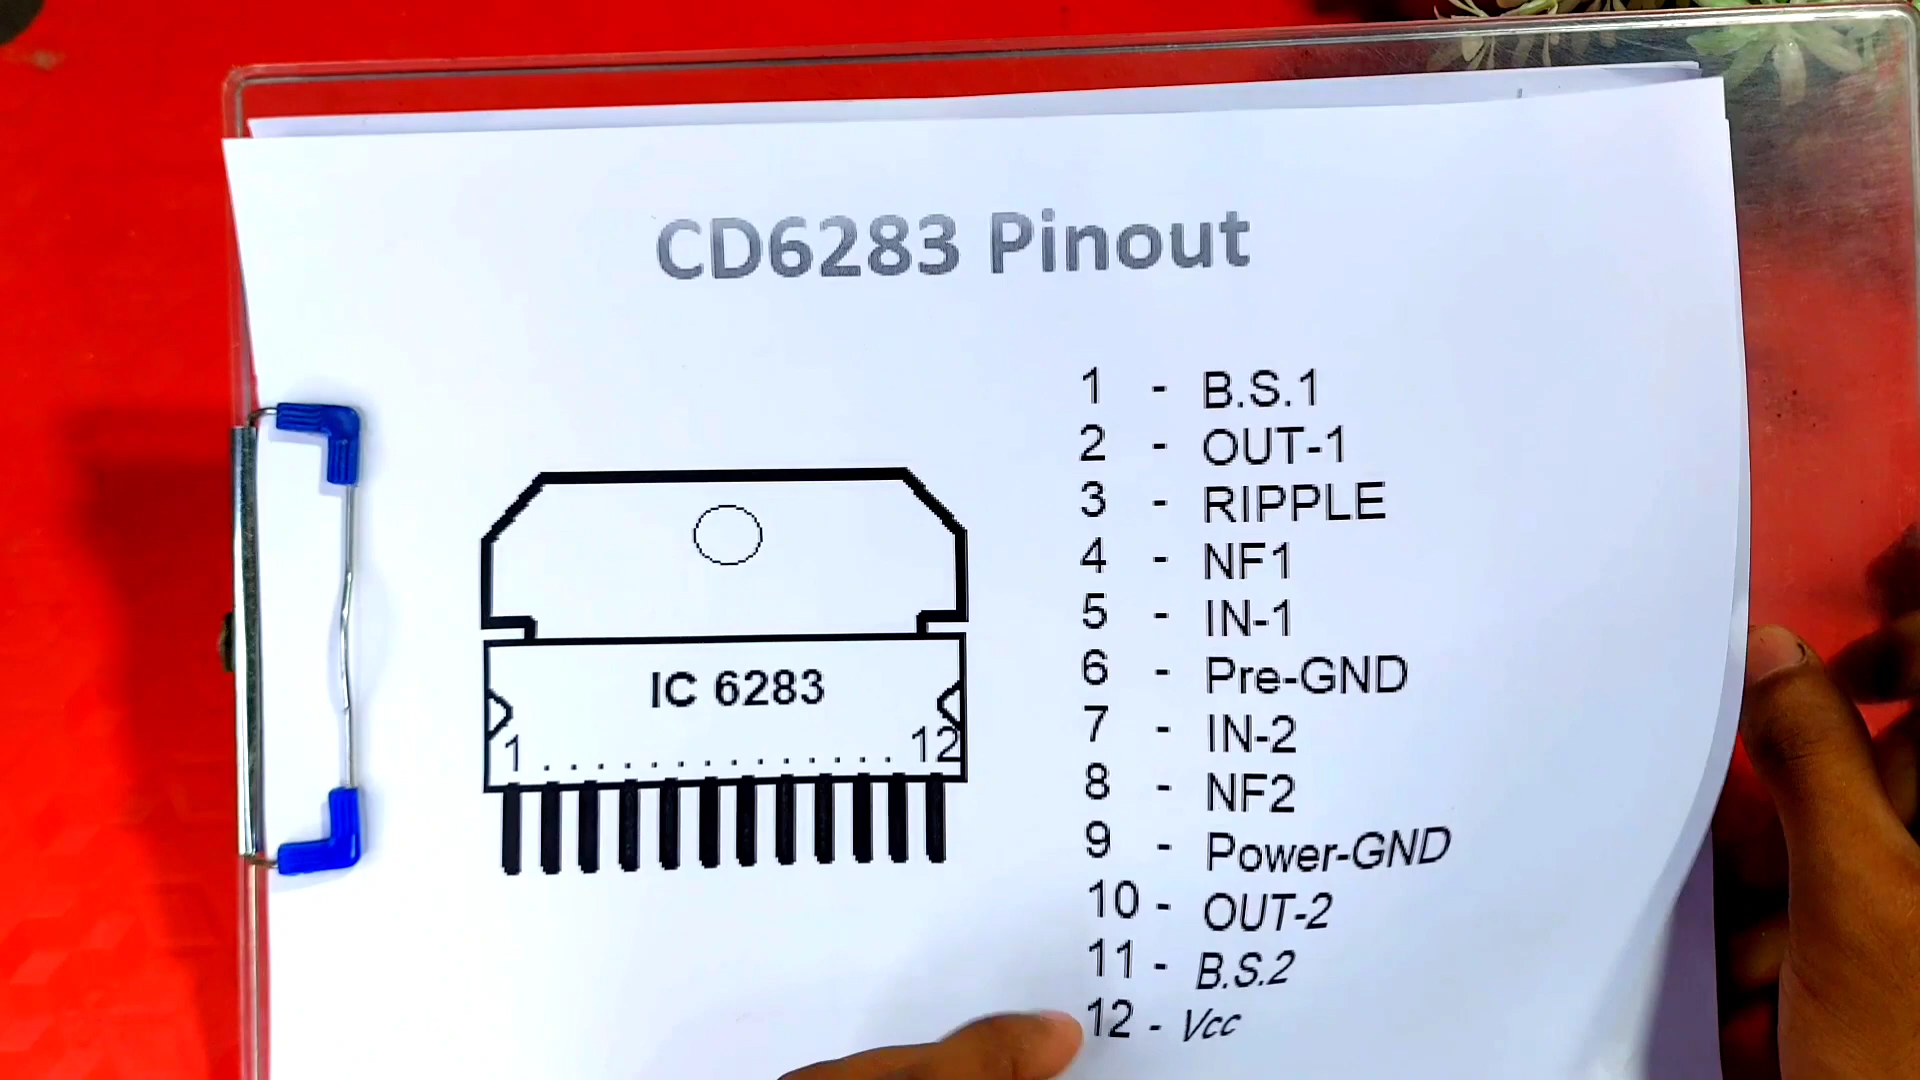 CD6283 Pinout
IC 6283
1 . . . . . . . . . . . . . . 12
1 - B.S.1
2 - OUT-1
3 - RIPPLE
4 - NF1
5 - IN-1
6 - Pre-GND
7 - IN-2
8 - NF2
9 - Power-GND
10 - OUT-2
11 - B.S.2
12 - Vcc